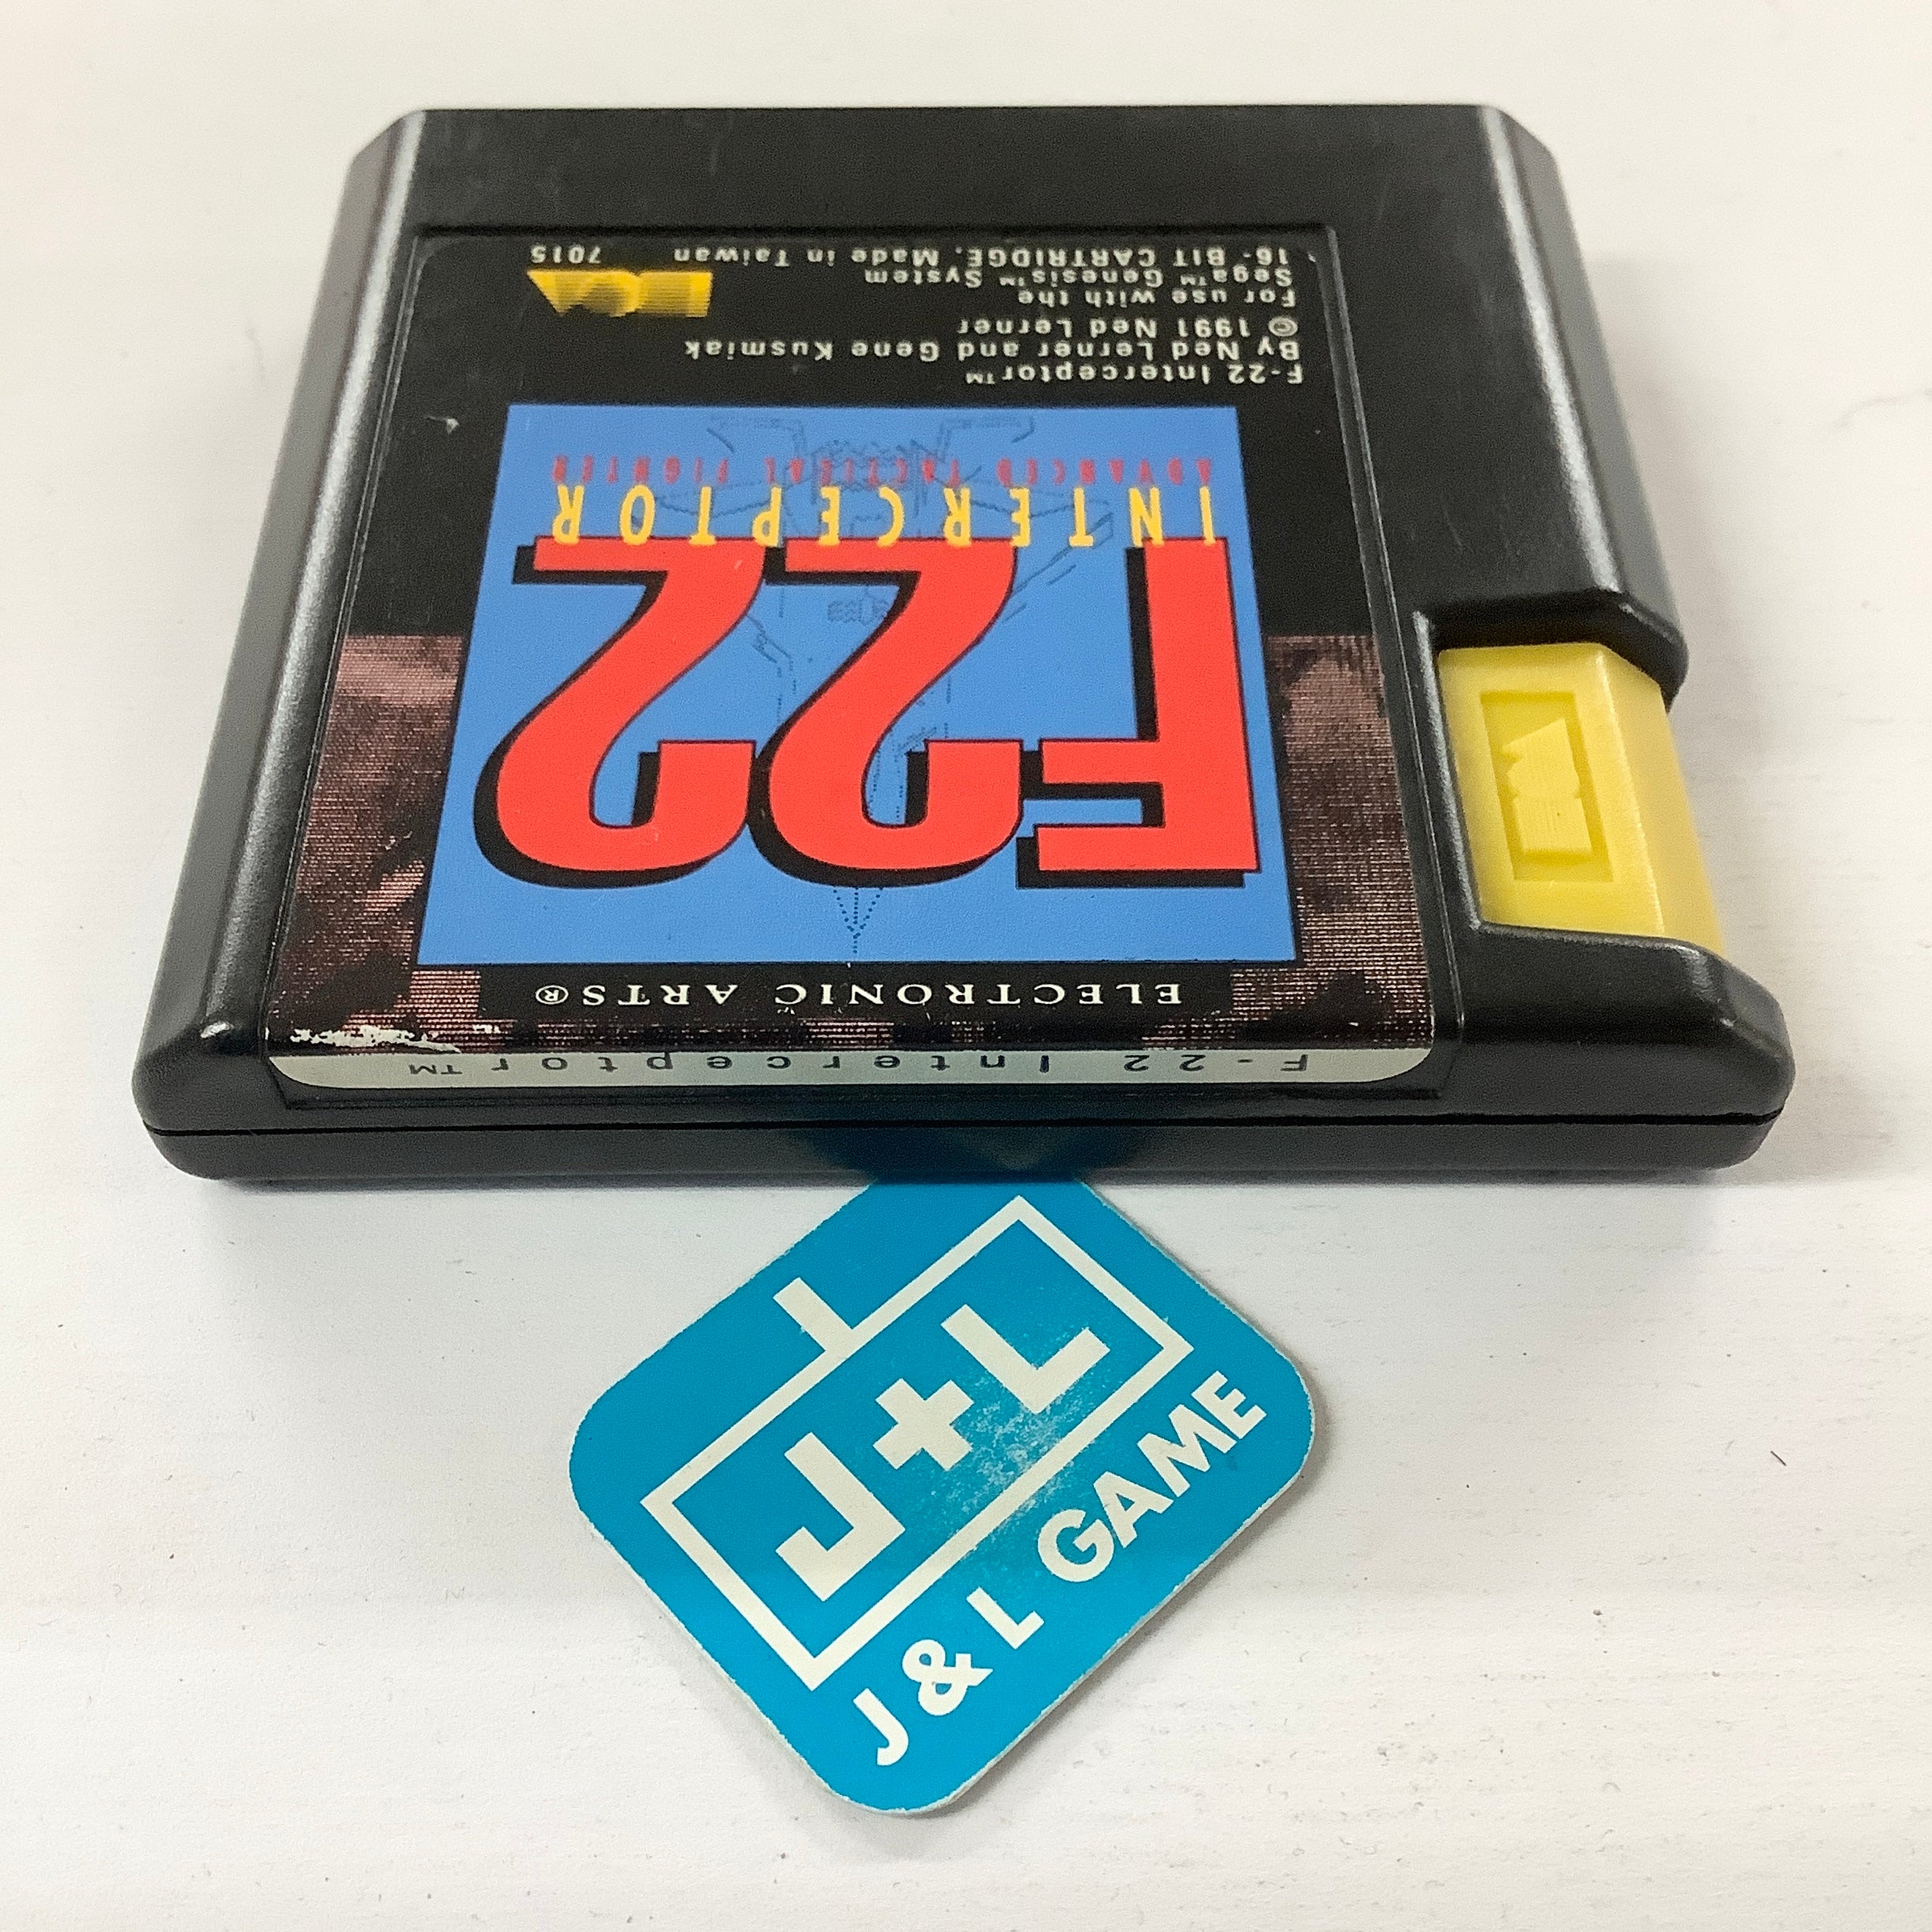 F-22 Interceptor™
ELECTRONIC ARTS®
F22
INTERCEPTOR
ADVANCED TACTICAL FIGHTER
F-22 Interceptor™
By Ned Lerner and Gene Kusmiak
© 1991 Ned Lerner
For use with the
Sega™ Genesis™ System
16- BIT CARTRIDGE. Made in Taiwan 7015
EA
J+L
J & L GAME